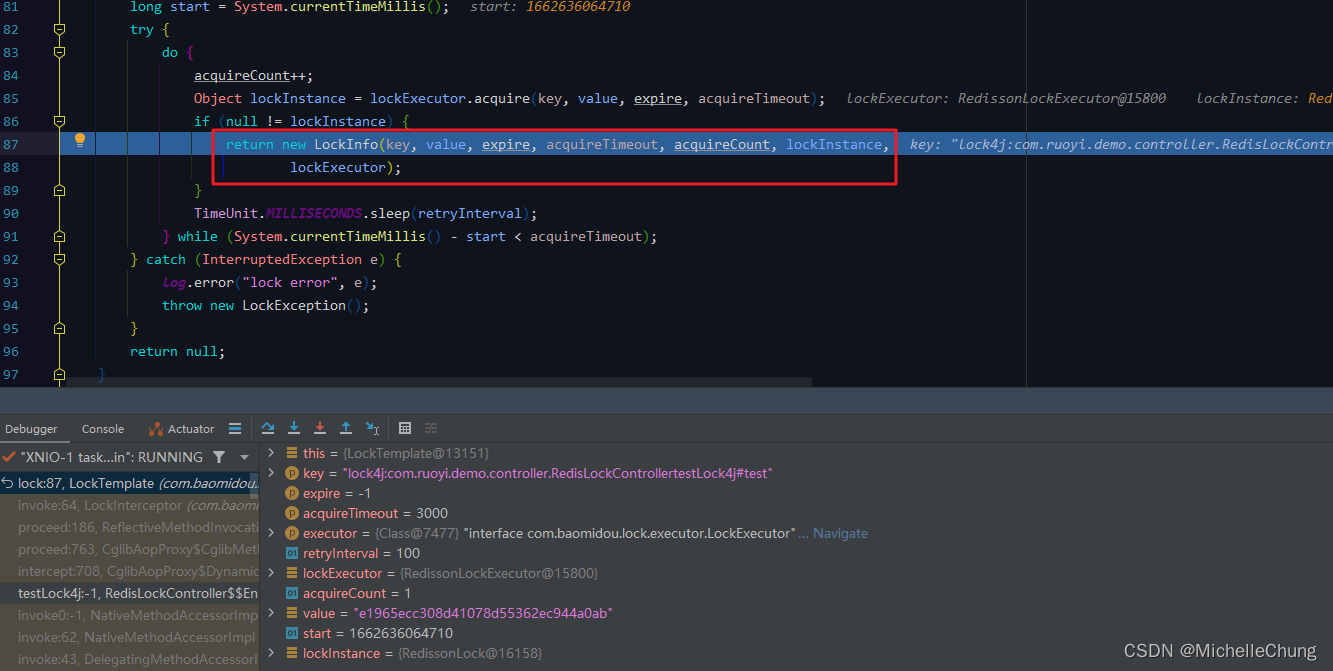 81 long start = System.currentTimeMillis(); start: 1662636064710
82 try {
83 do {
84 acquireCount++;
85 Object lockInstance = lockExecutor.acquire(key, value, expire, acquireTimeout); lockExecutor: RedissonLockExecutor@15800 lockInstance: Red
86 if (null != lockInstance) {
87 return new LockInfo(key, value, expire, acquireTimeout, acquireCount, lockInstance, key: "lock4j:com.ruoyi.demo.controller.RedisLockContr
88 lockExecutor);
89 }
90 TimeUnit.MILLISECONDS.sleep(retryInterval);
91 } while (System.currentTimeMillis() - start < acquireTimeout);
92 } catch (InterruptedException e) {
93 log.error("lock error", e);
94 throw new LockException();
95 }
96 return null;
97 }
Debugger Console Actuator
"XNIO-1 task...in": RUNNING
lock:87, LockTemplate (com.baomidou.
invoke:64, LockInterceptor (com.baomi
proceed:186, ReflectiveMethodInvocati
proceed:763, CglibAopProxy$CglibMet
intercept:708, CglibAopProxy$Dynamic
testLock4j:-1, RedisLockController$$En
invoke0:-1, NativeMethodAccessorImp
invoke:62, NativeMethodAccessorImpl
invoke:43, DelegatingMethodAccessorI
this = {LockTemplate@13151}
key = "lock4j:com.ruoyi.demo.controller.RedisLockControllertestLock4j#test"
expire = -1
acquireTimeout = 3000
executor = {Class@7477} "interface com.baomidou.lock.executor.LockExecutor" ... Navigate
retryInterval = 100
lockExecutor = {RedissonLockExecutor@15800}
acquireCount = 1
value = "e1965ecc308d41078d55362ec944a0ab"
start = 1662636064710
lockInstance = {RedissonLock@16158}
CSDN @MichelleChung